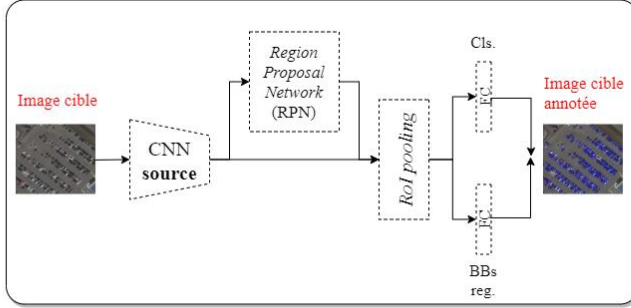 Image cible
CNN
source
Region
Proposal
Network
(RPN)
RoI pooling
Cls.
FC
FC
BBs
reg.
Image cible
annotée